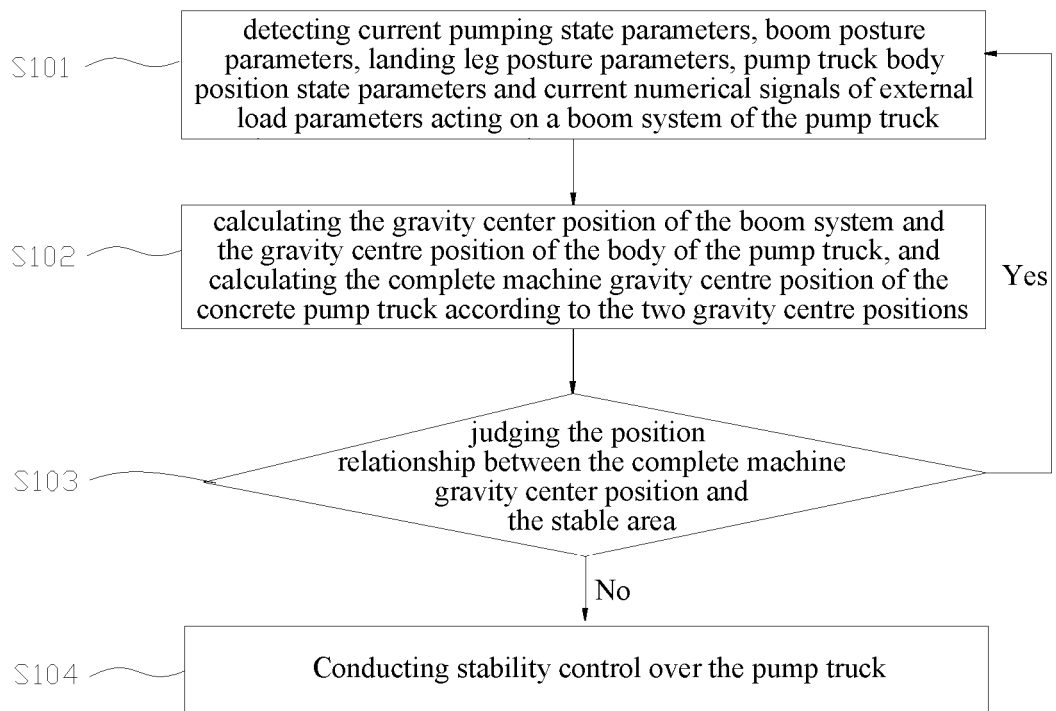 detecting current pumping state parameters, boom posture
parameters, landing leg posture parameters, pump truck body
position state parameters and current numerical signals of external
load parameters acting on a boom system of the pump truck
S101
calculating the gravity center position of the boom system and
the gravity centre position of the body of the pump truck, and
calculating the complete machine gravity centre position of the
concrete pump truck according to the two gravity centre positions
S102
Yes
judging the position
relationship between the complete machine
gravity center position and
the stable area
S103
No
Conducting stability control over the pump truck
S104